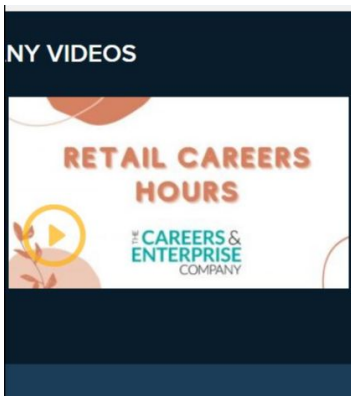 NY VIDEOS
RETAIL CAREERS
HOURS
THE CAREERS &
ENTERPRISE
COMPANY